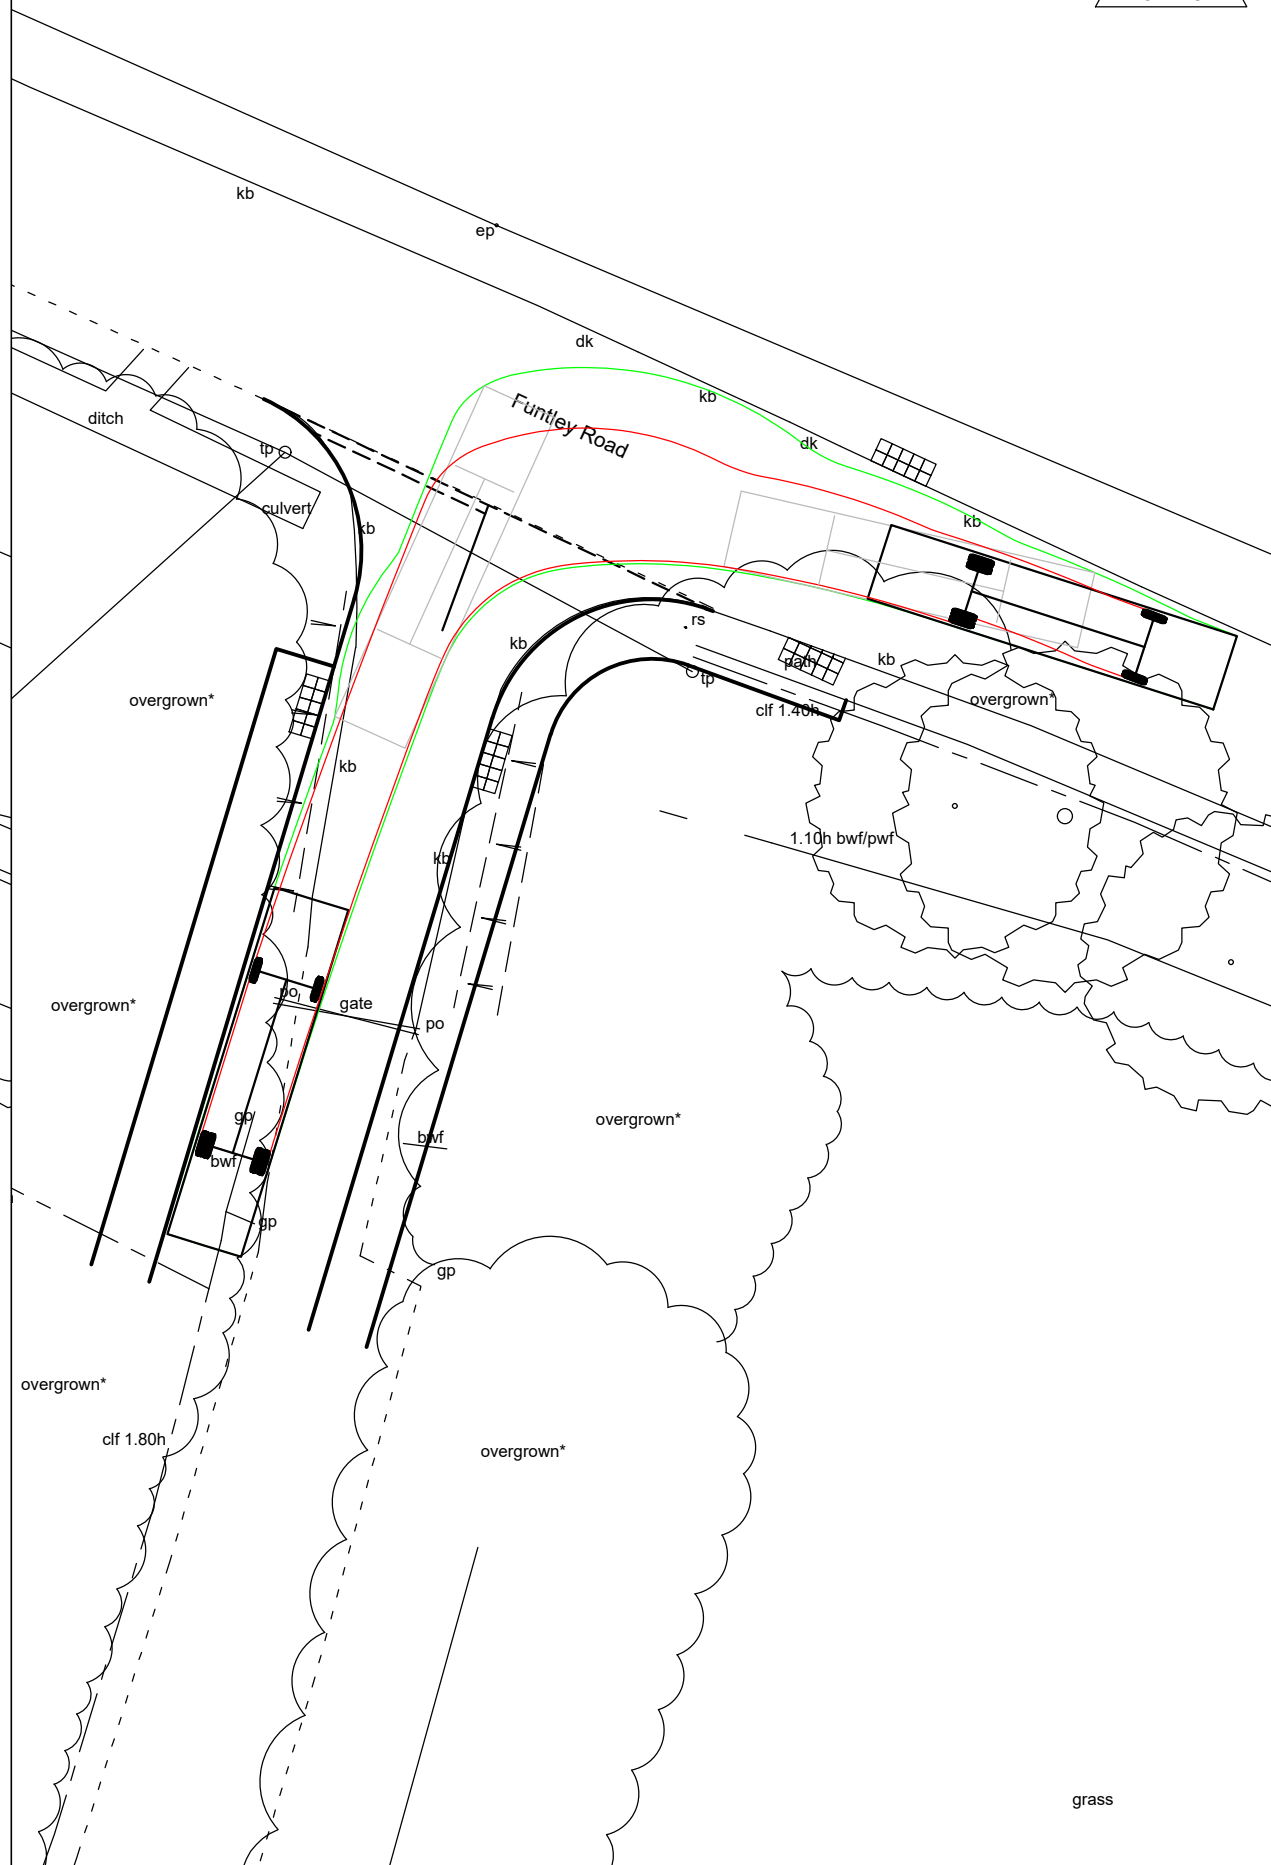 kb
ep
dk
kb
Funtley Road
ditch
dk
tp
culvert
kb
kb
rs
kb
path
kb
tp
overgrown*
overgrown*
clf 1.40h
kb
1.10h bwf/pwf
kb
po
gate
overgrown*
po
gp
overgrown*
bwf
bwf
gp
gp
overgrown*
clf 1.80h
overgrown*
grass